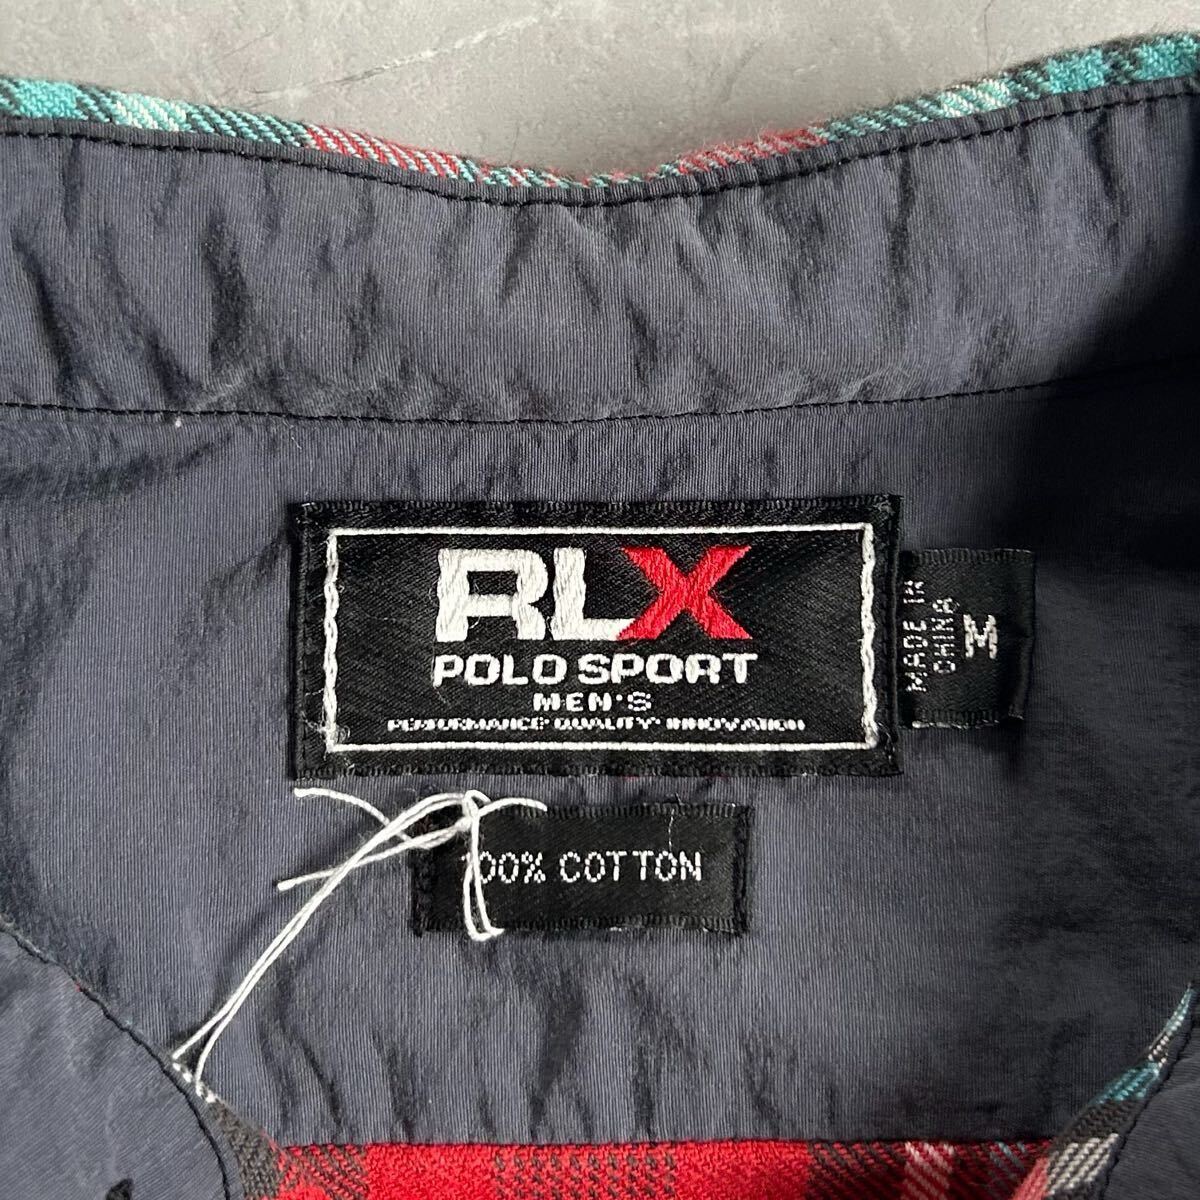 RLX
POLO SPORT
MEN'S
PERFORMANCE* QUALITY* INNOVATION
MADE IN
CHINA
M
100% COTTON